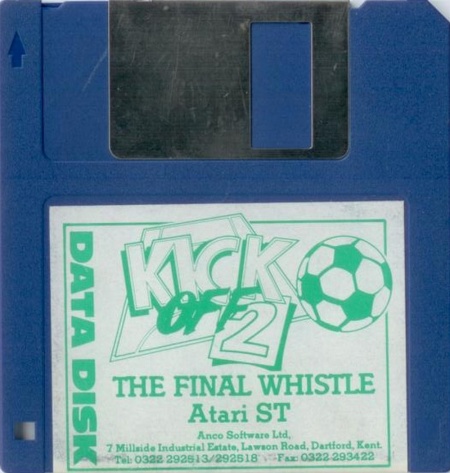 DATA DISK
KICK
OFF
2
THE FINAL WHISTLE
Atari ST
Anco Software Ltd,
7 Millside Industrial Estate, Lawson Road, Dartford, Kent.
Tel: 0322 292513/292518 Fax: 0322 293422